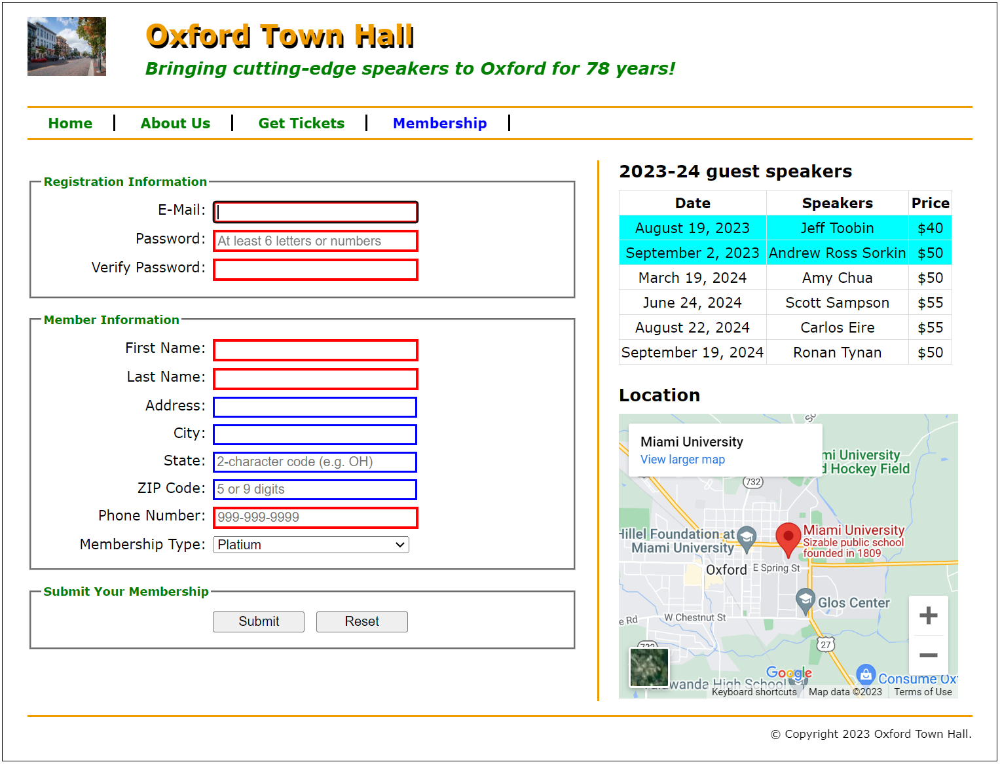 Oxford Town Hall
Bringing cutting-edge speakers to Oxford for 78 years!
Home
About Us
Get Tickets
Membership
Registration Information
E-Mail:
Password: At least 6 letters or numbers
Verify Password:
Member Information
First Name:
Last Name:
Address:
City:
State: 2-character code (e.g. OH)
ZIP Code: 5 or 9 digits
Phone Number: 999-999-9999
Membership Type: Platium
Submit Your Membership
Submit Reset
2023-24 guest speakers
Date Speakers Price
August 19, 2023 Jeff Toobin $40
September 2, 2023 Andrew Ross Sorkin $50
March 19, 2024 Amy Chua $50
June 24, 2024 Scott Sampson $55
August 22, 2024 Carlos Eire $55
September 19, 2024 Ronan Tynan $50
Location
Miami University
View larger map
mi University
d Hockey Field
732
Hillel Foundation at
Miami University
Miami University
Sizable public school
founded in 1809
Oxford
E Spring St
Glos Center
e Rd
W Chestnut St
27
732
Google
awanda High School
Consume Ox
Keyboard shortcuts
Map data ©2023
Terms of Use
© Copyright 2023 Oxford Town Hall.